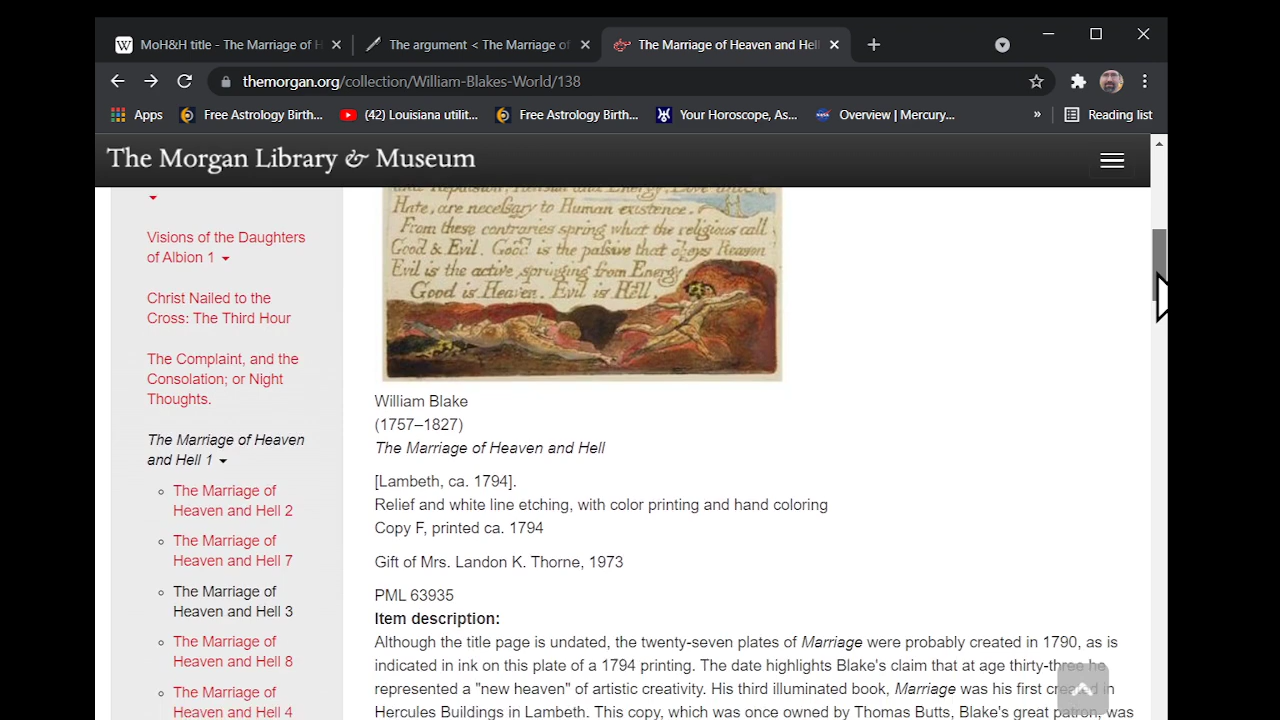 MoH&H title - The Marriage of H
The argument < The Marriage of
The Marriage of Heaven and Hell
themorgan.org/collection/William-Blakes-World/138
Apps
Free Astrology Birth...
(42) Louisiana utilit...
Free Astrology Birth...
Your Horoscope, As...
Overview | Mercury...
»
Reading list
The Morgan Library & Museum
Visions of the Daughters
of Albion 1
Christ Nailed to the
Cross: The Third Hour
The Complaint, and the
Consolation; or Night
Thoughts.
The Marriage of Heaven
and Hell 1
The Marriage of
Heaven and Hell 2
The Marriage of
Heaven and Hell 7
The Marriage of
Heaven and Hell 3
The Marriage of
Heaven and Hell 8
The Marriage of
Heaven and Hell 4
Hate, are necessary to Human existence.
From these contraries spring what the religious call
Good & Evil. Good is the passive that obeys Reason
Evil is the active springing from Energy
Good is Heaven. Evil is Hell.
William Blake
(1757–1827)
The Marriage of Heaven and Hell
[Lambeth, ca. 1794].
Relief and white line etching, with color printing and hand coloring
Copy F, printed ca. 1794
Gift of Mrs. Landon K. Thorne, 1973
PML 63935
Item description:
Although the title page is undated, the twenty-seven plates of Marriage were probably created in 1790, as is
indicated in ink on this plate of a 1794 printing. The date highlights Blake's claim that at age thirty-three he
represented a "new heaven" of artistic creativity. His third illuminated book, Marriage was his first created in
Hercules Buildings in Lambeth. This copy, which was once owned by Thomas Butts, Blake's great patron, was